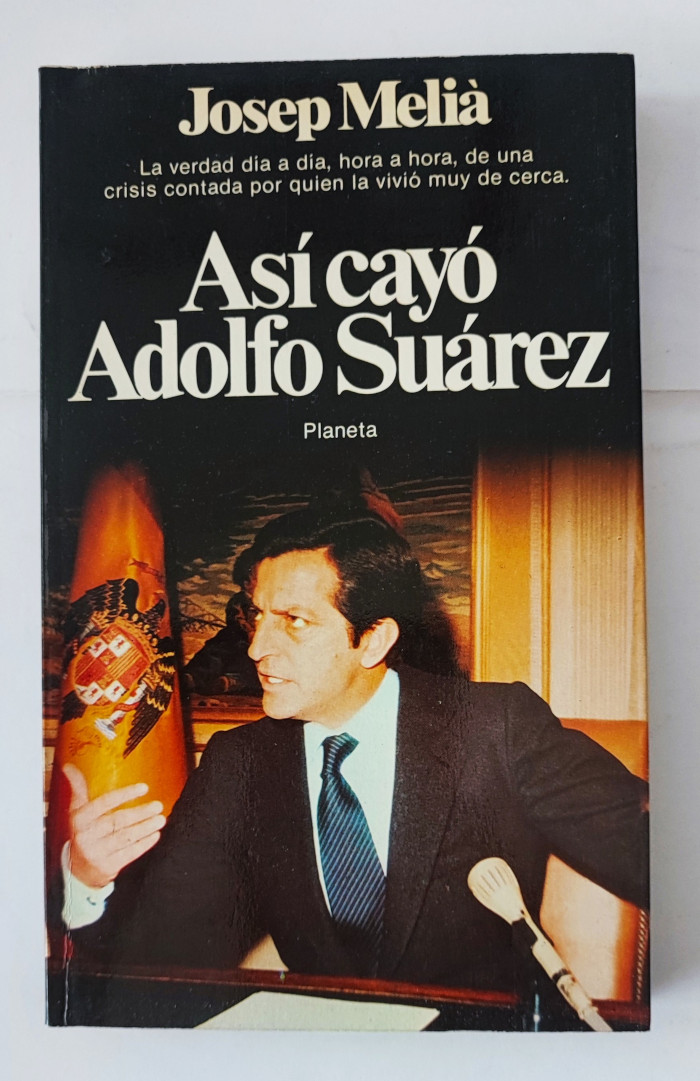 Josep Melià
La verdad dia a dia, hora a hora, de una
crisis contada por quien la vivió muy de cerca.
Así cayó
Adolfo Suárez
Planeta